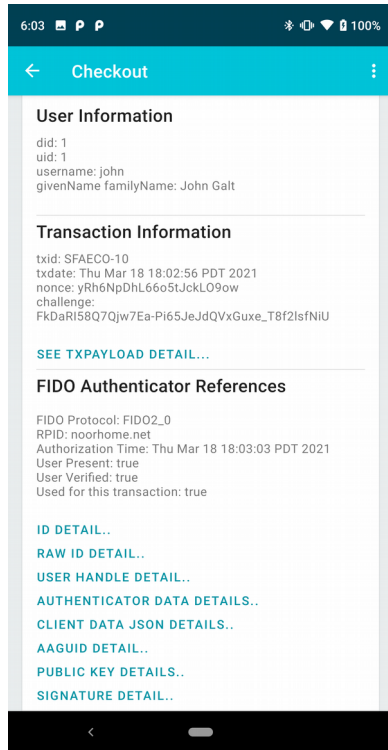 6:03 100%
Checkout
User Information
did: 1
uid: 1
username: john
givenName familyName: John Galt
Transaction Information
txid: SFAECO-10
txdate: Thu Mar 18 18:02:56 PDT 2021
nonce: yRh6NpDhL66o5tJckLO9ow
challenge:
FkDaRI58Q7Qjw7Ea-Pi65JeJdQVxGuxe_T8f2lsfNiU
SEE TXPAYLOAD DETAIL...
FIDO Authenticator References
FIDO Protocol: FIDO2_0
RPID: noorhome.net
Authorization Time: Thu Mar 18 18:03:03 PDT 2021
User Present: true
User Verified: true
Used for this transaction: true
ID DETAIL..
RAW ID DETAIL..
USER HANDLE DETAIL..
AUTHENTICATOR DATA DETAILS..
CLIENT DATA JSON DETAILS..
AAGUID DETAIL..
PUBLIC KEY DETAILS..
SIGNATURE DETAIL..